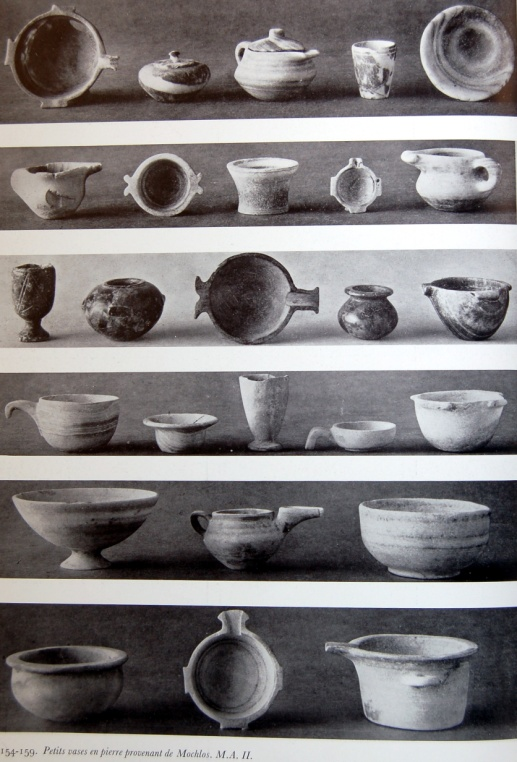 154-159. Petits vases en pierre provenant de Mochlos. M.A. II.